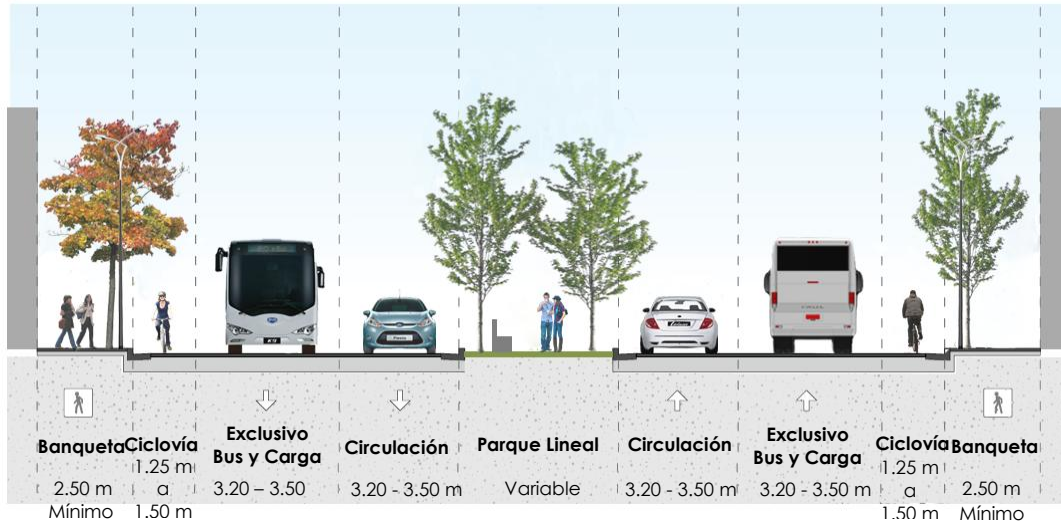 Banqueta
2.50 m
Mínimo
Ciclovía
1.25 m
a
1.50 m
Exclusivo
Bus y Carga
3.20 – 3.50
Circulación
3.20 - 3.50 m
Parque Lineal
Variable
Circulación
3.20 - 3.50 m
Exclusivo
Bus y Carga
3.20 - 3.50 m
Ciclovía
1.25 m
a
1.50 m
Banqueta
2.50 m
Mínimo